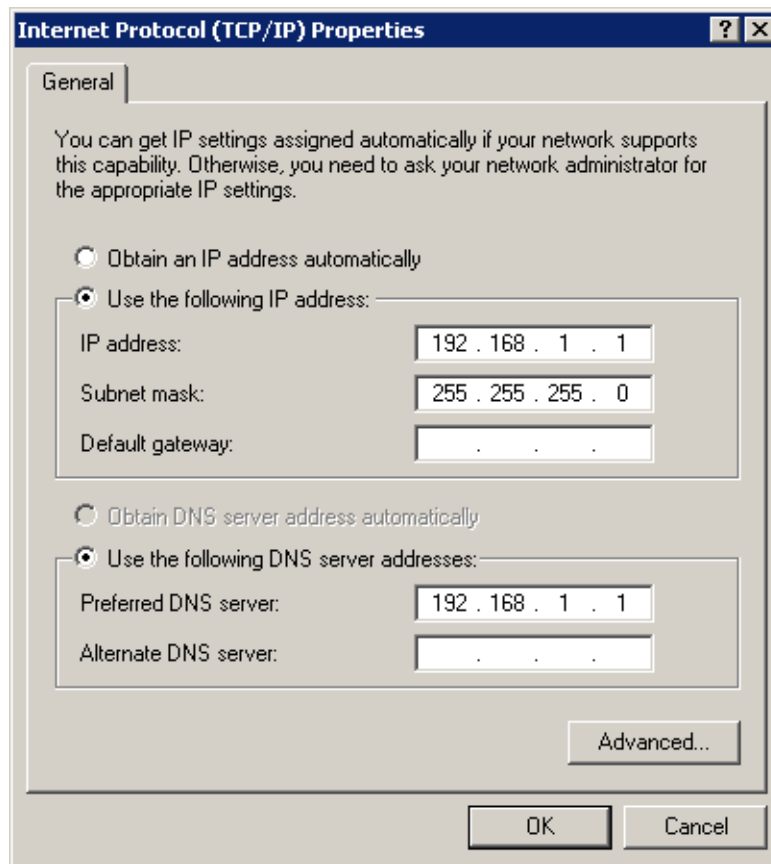 Internet Protocol (TCP/IP) Properties
General
You can get IP settings assigned automatically if your network supports
this capability. Otherwise, you need to ask your network administrator for
the appropriate IP settings.
Obtain an IP address automatically
Use the following IP address:
IP address: 192 . 168 . 1 . 1
Subnet mask: 255 . 255 . 255 . 0
Default gateway: . . .
Obtain DNS server address automatically
Use the following DNS server addresses:
Preferred DNS server: 192 . 168 . 1 . 1
Alternate DNS server: . . .
Advanced...
OK Cancel